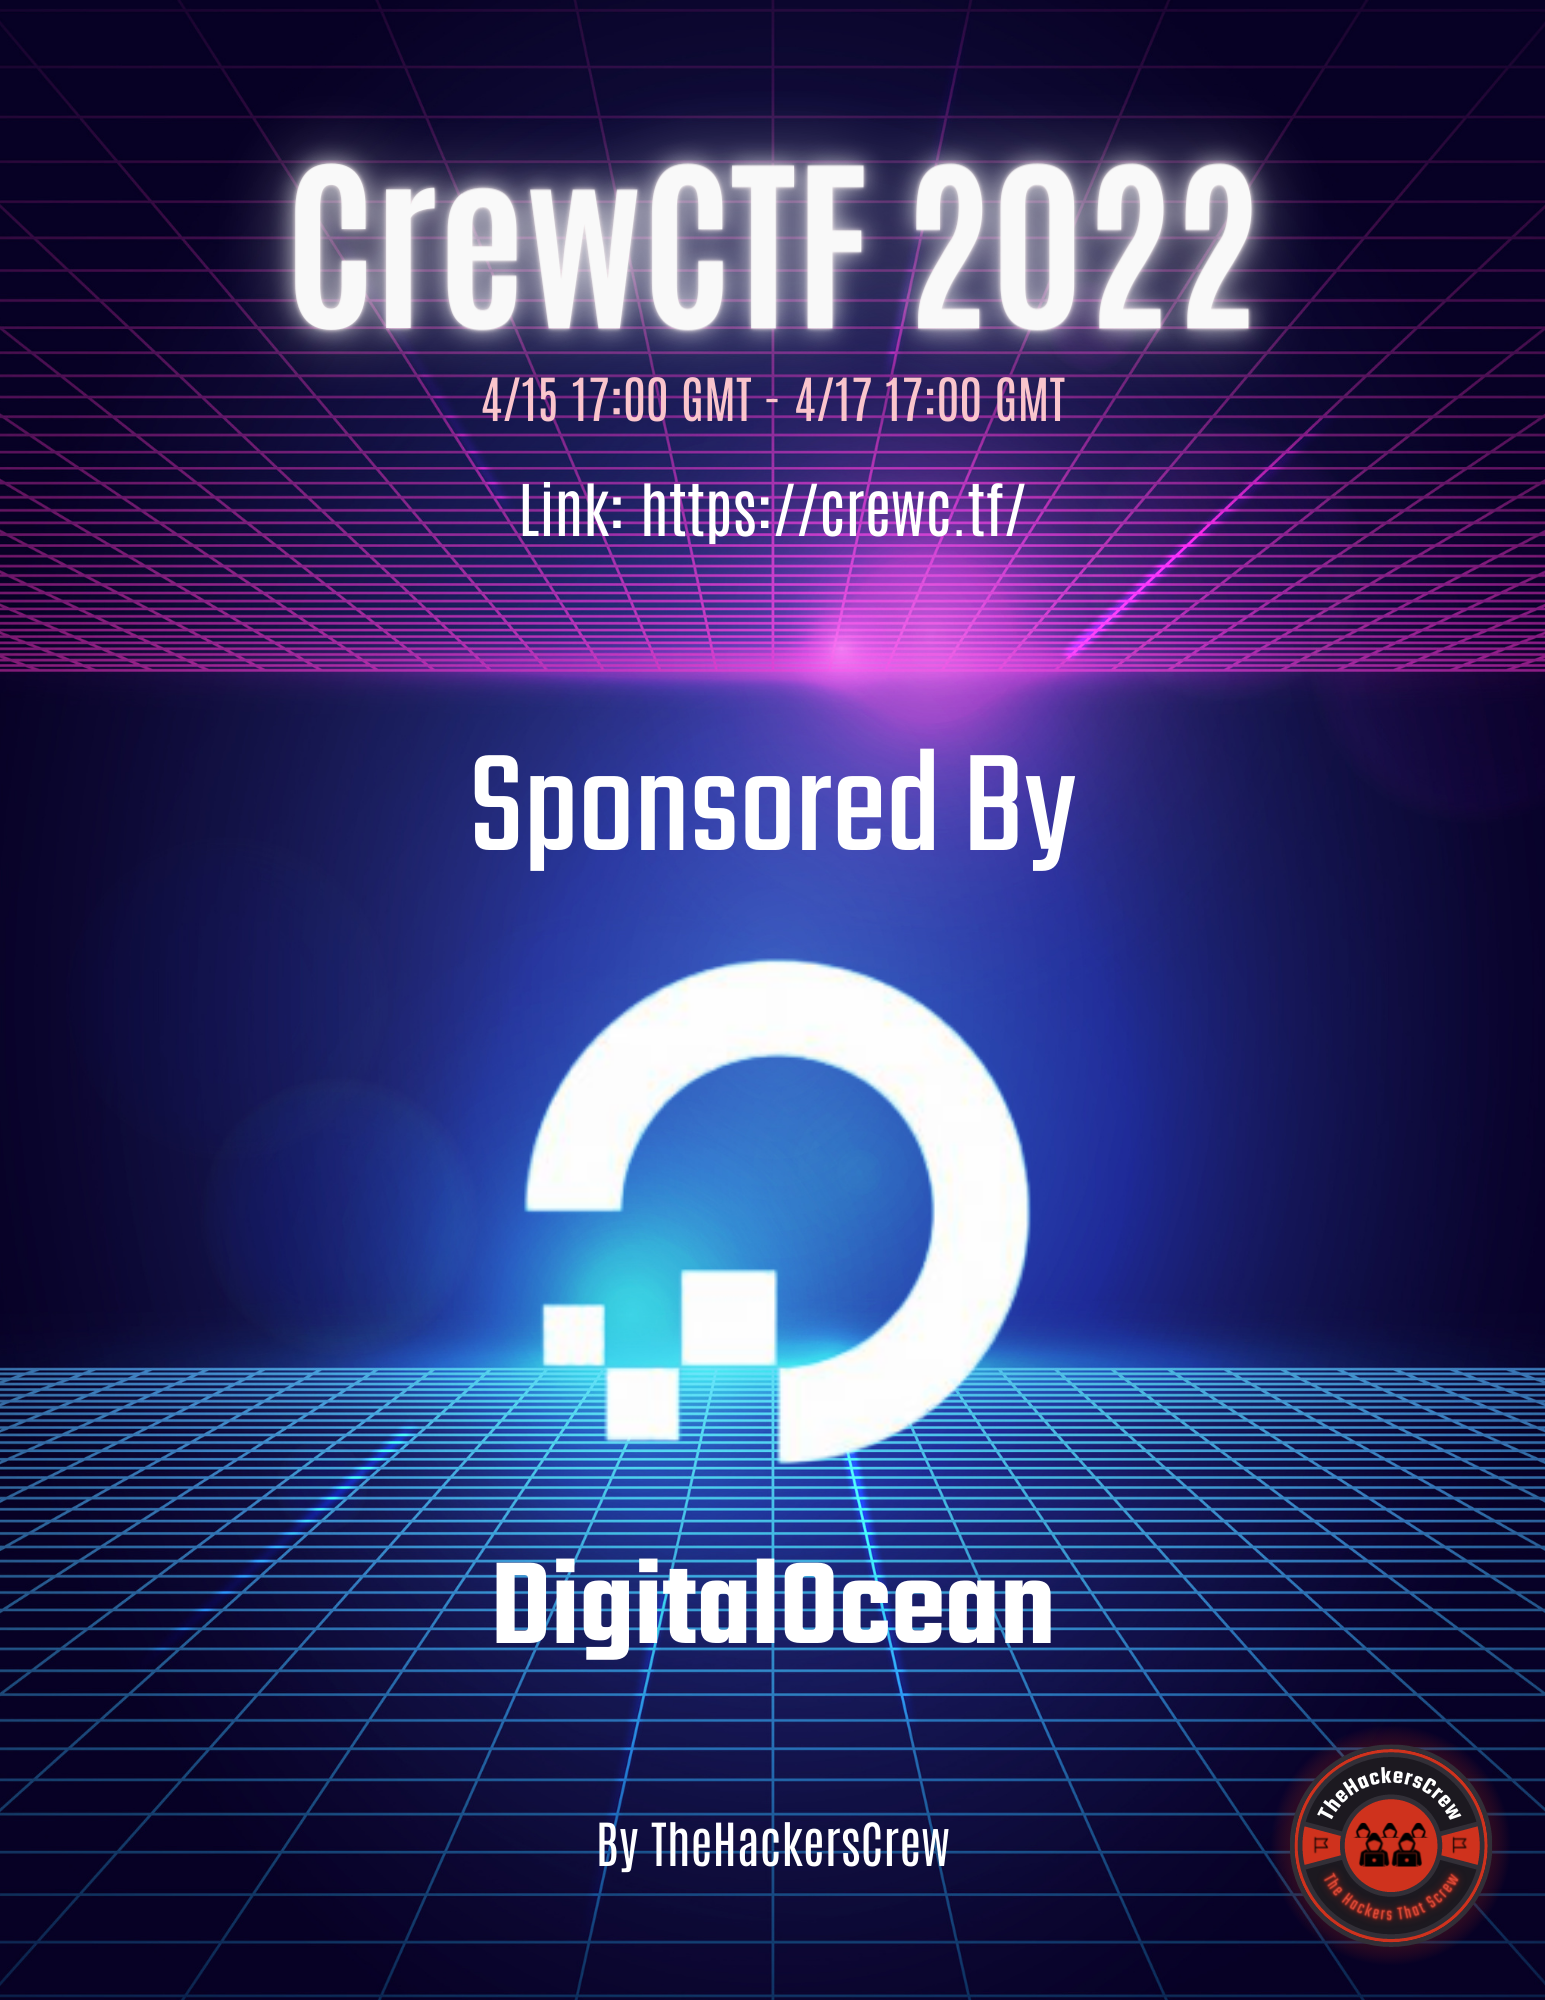 CrewCTF 2022
4/15 17:00 GMT - 4/17 17:00 GMT
Link: https://crewc.tf/
Sponsored By
DigitalOcean
By TheHackersCrew
TheHackersCrew
The Hackers That Screw